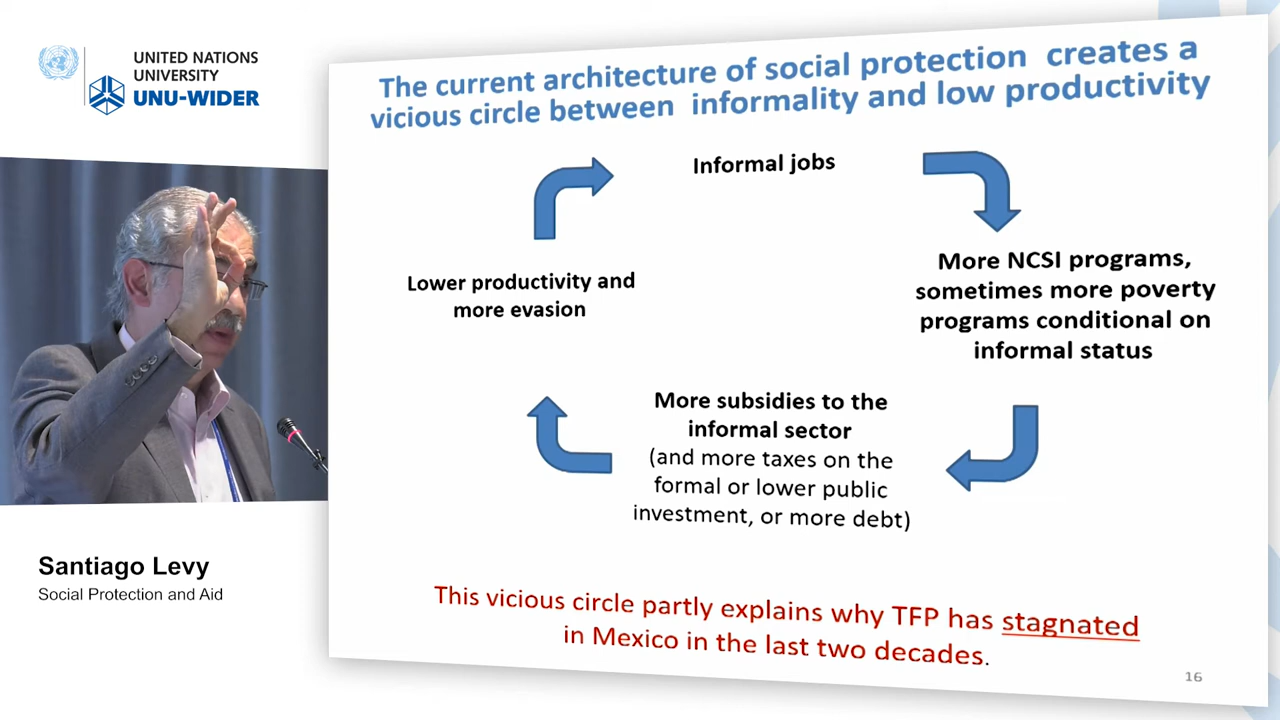 UNITED NATIONS
UNIVERSITY
UNU-WIDER
The current architecture of social protection creates a
vicious circle between informality and low productivity
Informal jobs
More NCSI programs,
sometimes more poverty
programs conditional on
informal status
Lower productivity and
more evasion
More subsidies to the
informal sector
(and more taxes on the
formal or lower public
investment, or more debt)
This vicious circle partly explains why TFP has stagnated
in Mexico in the last two decades.
16
Santiago Levy
Social Protection and Aid